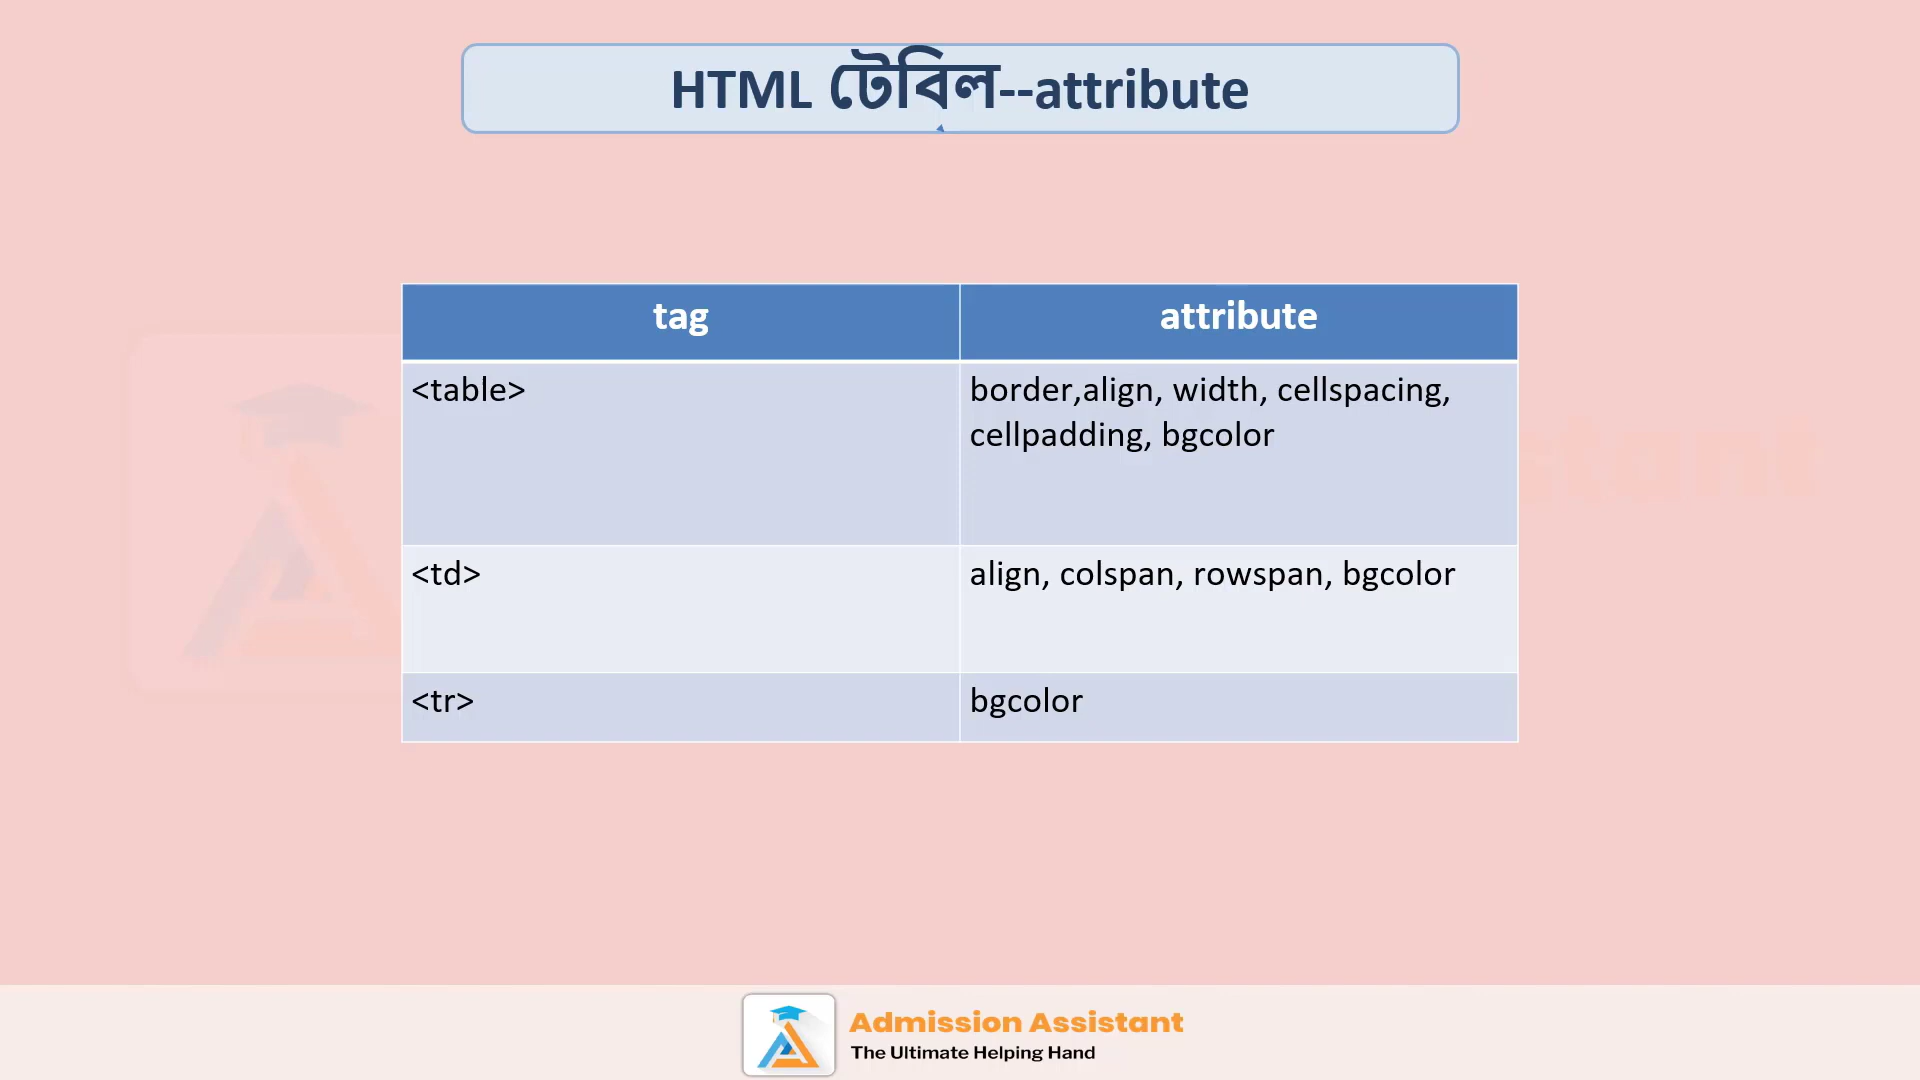 HTML টেবিল--attribute
tag attribute
<table> border,align, width, cellspacing,
cellpadding, bgcolor
<td> align, colspan, rowspan, bgcolor
<tr> bgcolor
Admission Assistant
The Ultimate Helping Hand